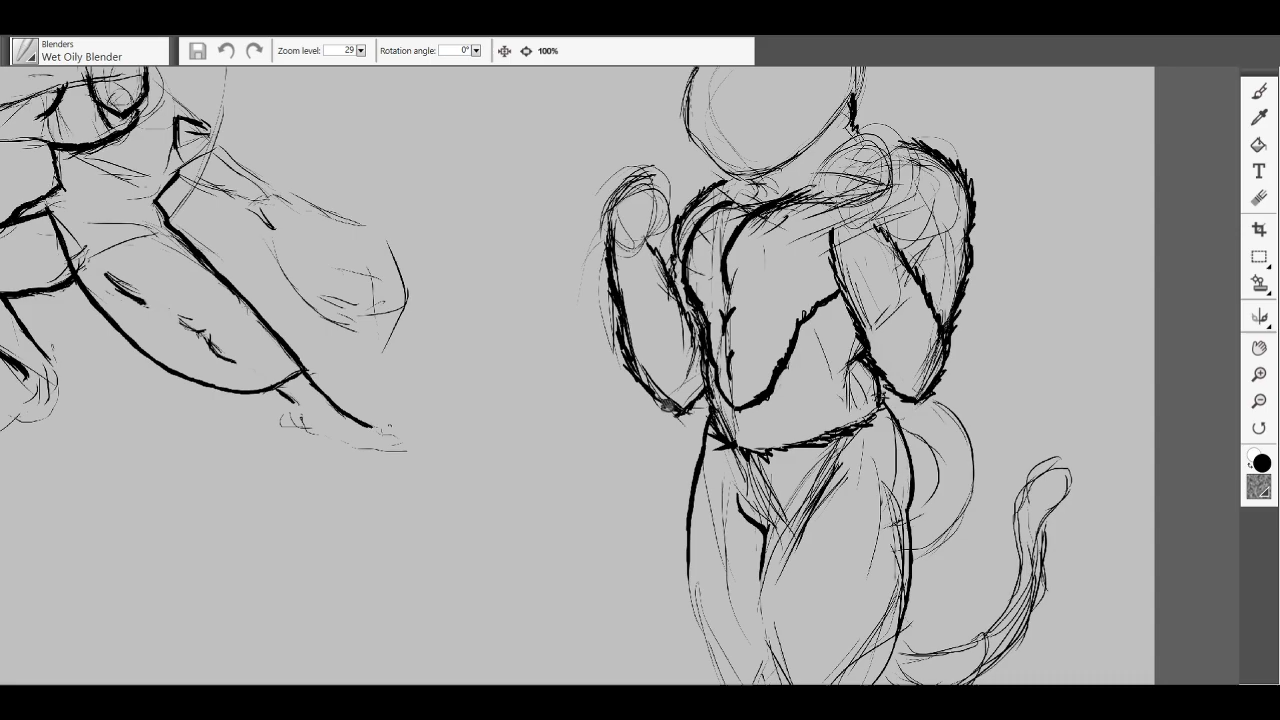 Blenders
Wet Oily Blender
Zoom level: 29
Rotation angle: 0°
100%